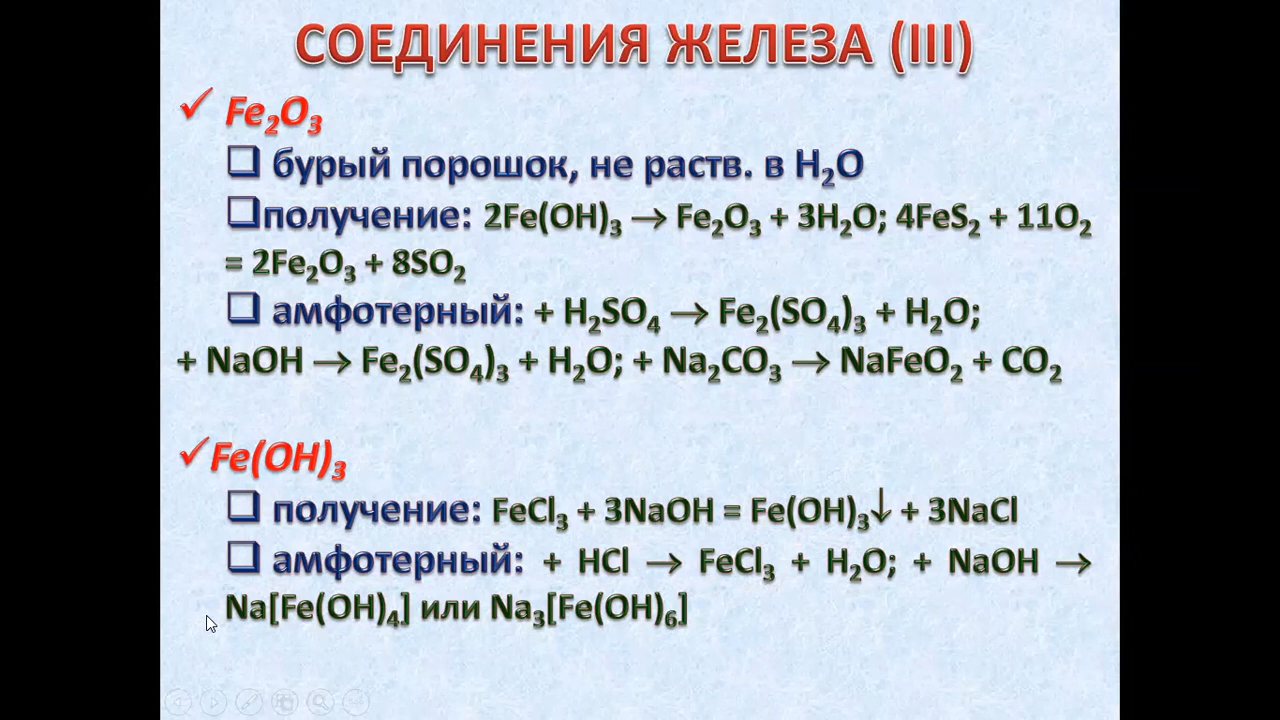 СОЕДИНЕНИЯ ЖЕЛЕЗА (III)
✓ Fe₂O₃
❑ бурый порошок, не раств. в H₂O
❑получение: 2Fe(OH)₃ → Fe₂O₃ + 3H₂O; 4FeS₂ + 11O₂
= 2Fe₂O₃ + 8SO₂
❑ амфотерный: + H₂SO₄ → Fe₂(SO₄)₃ + H₂O;
+ NaOH → Fe₂(SO₄)₃ + H₂O; + Na₂CO₃ → NaFeO₂ + CO₂
✓Fe(OH)₃
❑ получение: FeCl₃ + 3NaOH = Fe(OH)₃↓ + 3NaCl
❑ амфотерный: + HCl → FeCl₃ + H₂O; + NaOH →
Na[Fe(OH)₄] или Na₃[Fe(OH)₆]